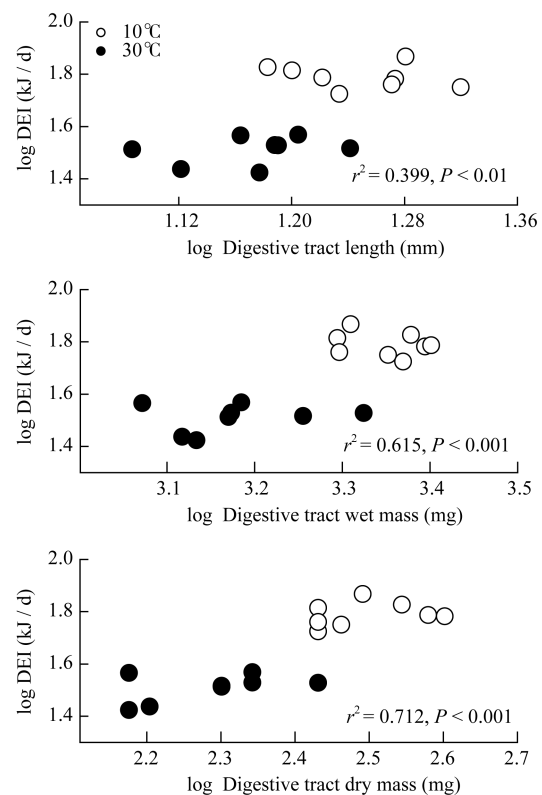 2.0
10℃
30℃
1.8
1.6
1.4
log DEI (kJ / d)
r² = 0.399, P < 0.01
1.12 1.20 1.28 1.36
log Digestive tract length (mm)
2.0
1.8
1.6
1.4
log DEI (kJ / d)
r² = 0.615, P < 0.001
3.1 3.2 3.3 3.4 3.5
log Digestive tract wet mass (mg)
2.0
1.8
1.6
1.4
log DEI (kJ / d)
r² = 0.712, P < 0.001
2.2 2.3 2.4 2.5 2.6 2.7
log Digestive tract dry mass (mg)